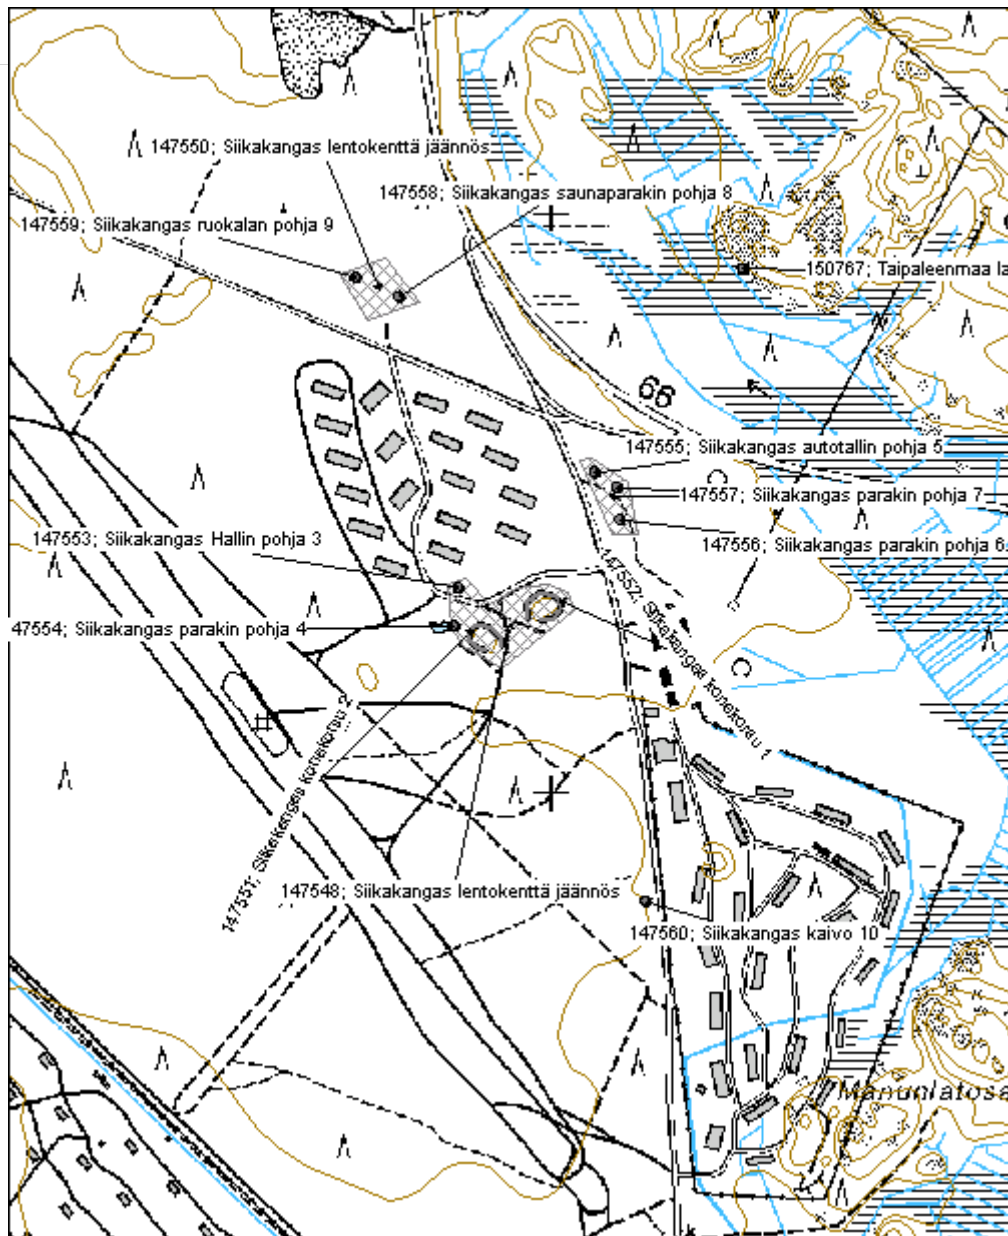 147550; Siikakangas lentokenttä jäännös
147558; Siikakangas saunaparakin pohja 8
147559; Siikakangas ruokalan pohja 9
150767; Taipaleenmaa la
66
147555; Siikakangas autotallin pohja 5
147557; Siikakangas parakin pohja 7
147553; Siikakangas Hallin pohja 3
147556; Siikakangas parakin pohja 6
147552; Siikakangas konekorsu 1
47554; Siikakangas parakin pohja 4
147551; Siikakangas konekorsu 2
147548; Siikakangas lentokenttä jäännös
147560; Siikakangas kaivo 10
Manunlatosa